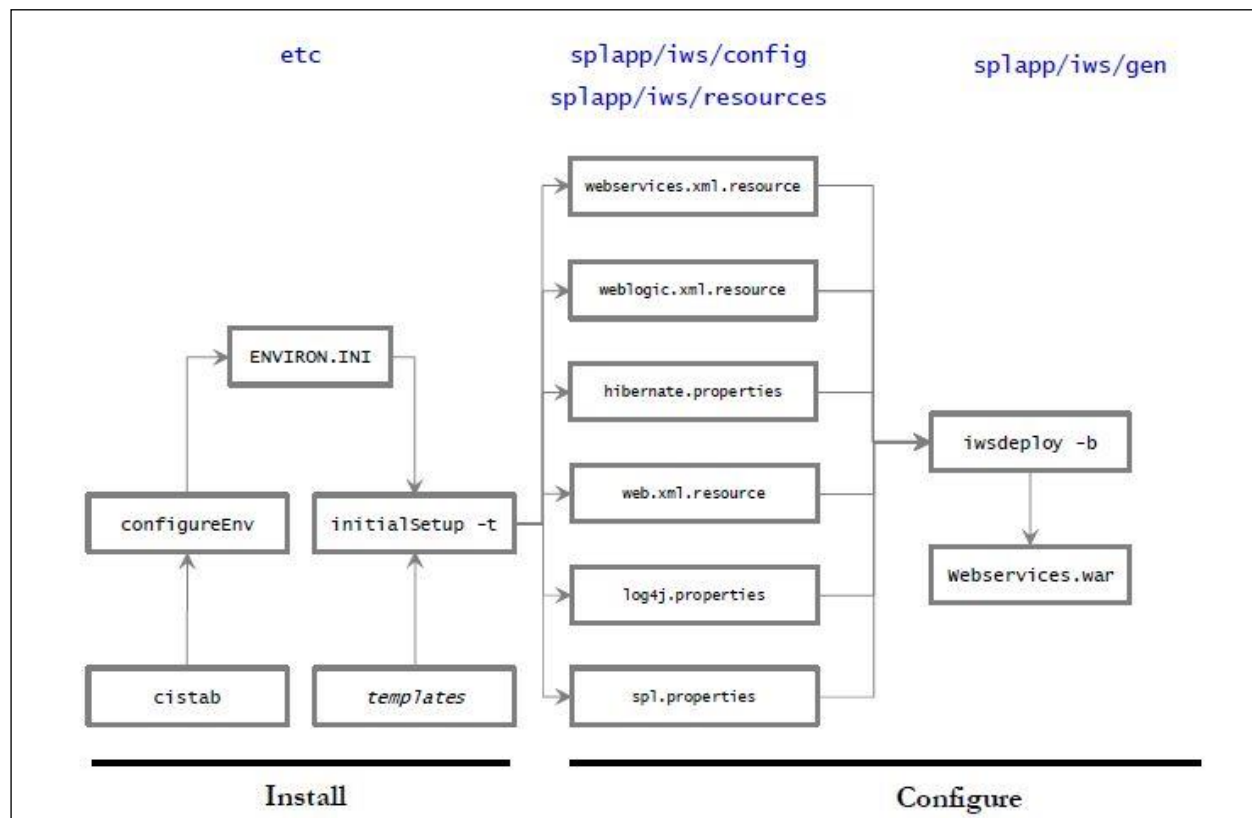 etc
splapp/iws/config
splapp/iws/resources
splapp/iws/gen
webservices.xml.resource
weblogic.xml.resource
ENVIRON.INI
hibernate.properties
iwsdeploy -b
configureEnv
initialSetup -t
web.xml.resource
Webservices.war
log4j.properties
cistab
templates
spl.properties
Install
Configure